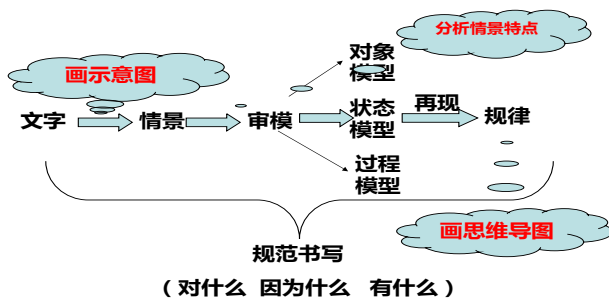 画示意图
分析情景特点
文字
情景
审模
对象
模型
状态
模型
过程
模型
再现
规律
画思维导图
规范书写
（对什么 因为什么 有什么）